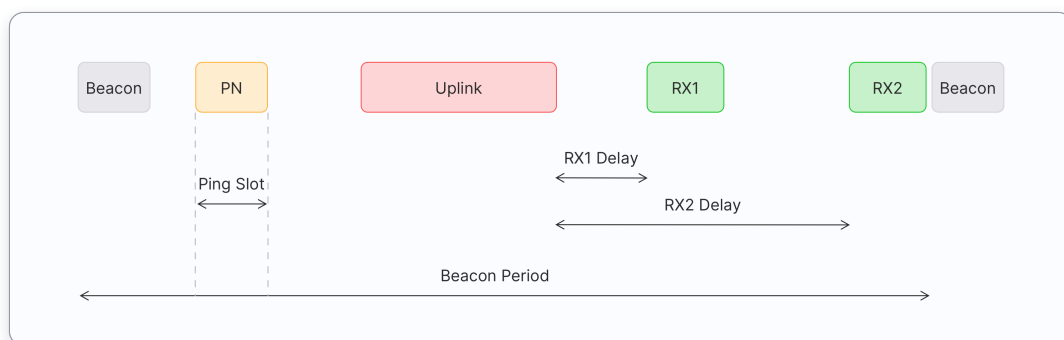 Beacon
PN
Uplink
RX1
RX2
Beacon
RX1 Delay
Ping Slot
RX2 Delay
Beacon Period